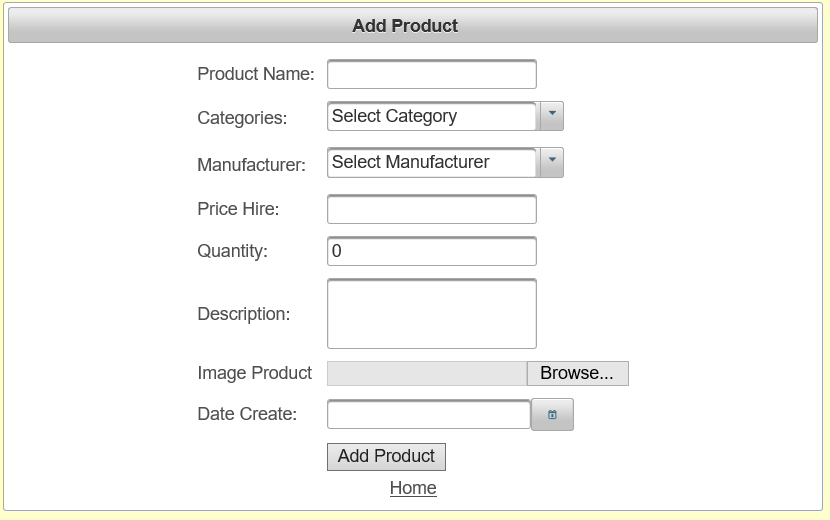 Add Product
Product Name:
Categories: Select Category
Manufacturer: Select Manufacturer
Price Hire:
Quantity: 0
Description:
Image Product Browse...
Date Create:
Add Product
Home